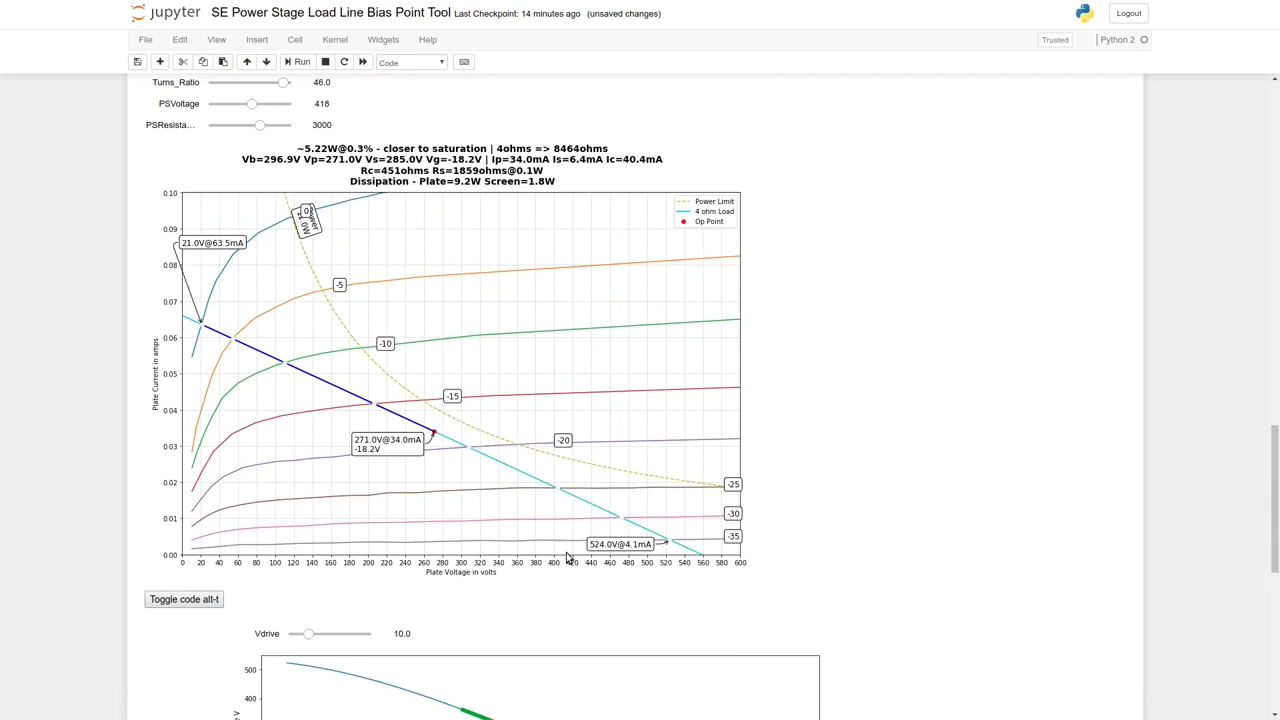 jupyter SE Power Stage Load Line Bias Point Tool Last Checkpoint: 14 minutes ago (unsaved changes) Logout
File Edit View Insert Cell Kernel Widgets Help Trusted Python 2
Run Code
Turns_Ratio 46.0
PSVoltage 418
PSResista... 3000
~5.22W@0.3% - closer to saturation | 4ohms => 8464ohms
Vb=296.9V Vp=271.0V Vs=285.0V Vg=-18.2V | Ip=34.0mA Is=6.4mA Ic=40.4mA
Rc=451ohms Rs=1859ohms@0.1W
Dissipation - Plate=9.2W Screen=1.8W
Power Limit
4 ohm Load
Op Point
0
21.0V@63.5mA
-5
-10
-15
271.0V@34.0mA
-18.2V
-20
-25
-30
-35
524.0V@4.1mA
0.10
0.09
0.08
0.07
0.06
0.05
0.04
0.03
0.02
0.01
0.00
Plate Current in amps
0 20 40 60 80 100 120 140 160 180 200 220 240 260 280 300 320 340 360 380 400 420 440 460 480 500 520 540 560 580 600
Plate Voltage in volts
Toggle code alt-t
Vdrive 10.0
500
400